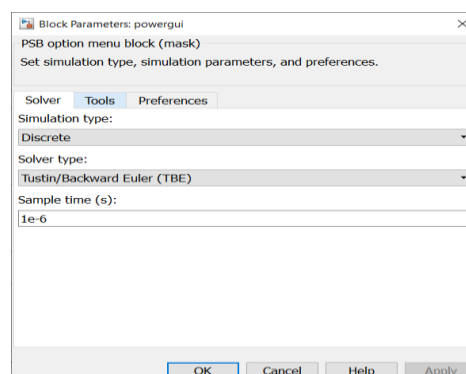 Block Parameters: powergui
PSB option menu block (mask)
Set simulation type, simulation parameters, and preferences.
Solver Tools Preferences
Simulation type:
Discrete
Solver type:
Tustin/Backward Euler (TBE)
Sample time (s):
1e-6
OK Cancel Help Apply